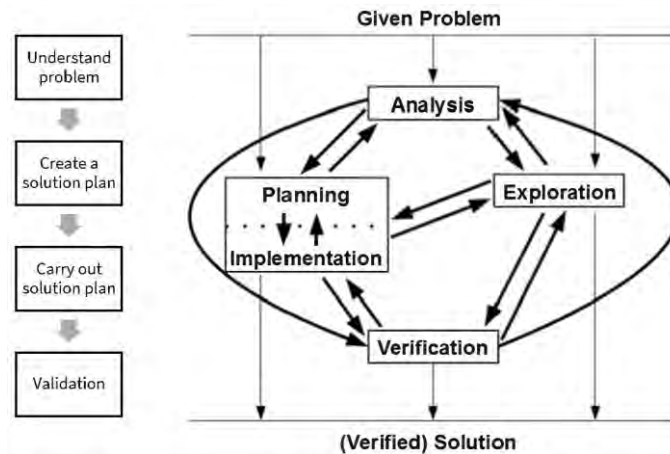 Understand
problem
Create a
solution plan
Carry out
solution plan
Validation
Given Problem
Analysis
Planning
Exploration
Implementation
Verification
(Verified) Solution